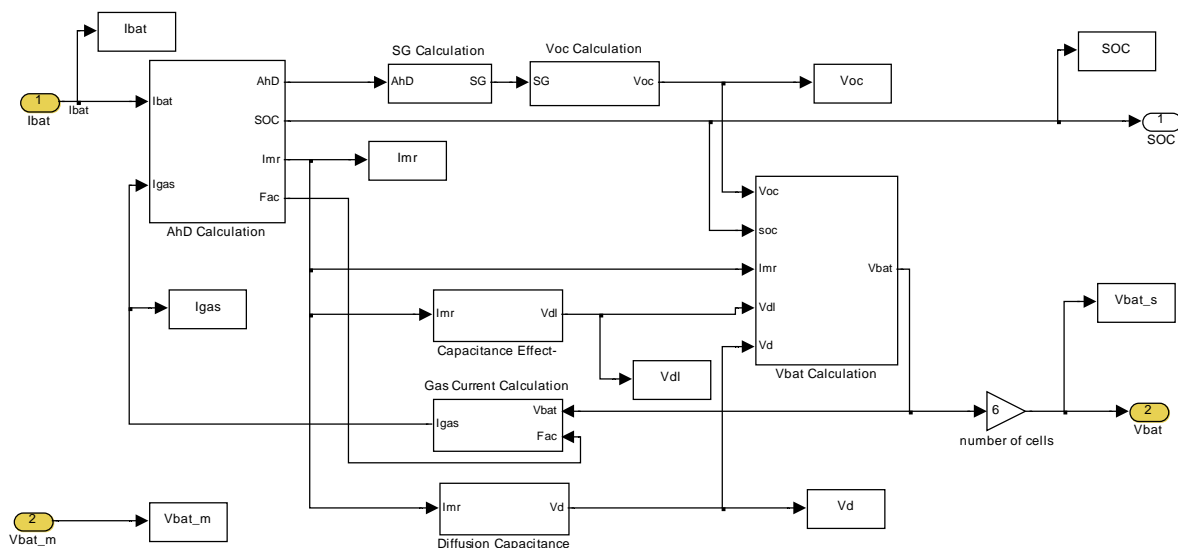 Ibat
SG Calculation
Voc Calculation
SOC
AhD
AhD
SG
SG
Voc
Voc
1
Ibat
Ibat
Ibat
SOC
1
SOC
Imr
Imr
Igas
Fac
AhD Calculation
Voc
soc
Imr
Vbat
Vdl
Vd
Vbat Calculation
Igas
Imr
Vdl
Capacitance Effect-
Vdl
Vbat_s
Gas Current Calculation
Vbat
Igas
Fac
6
number of cells
2
Vbat
Imr
Vd
Diffusion Capacitance
Vd
2
Vbat_m
Vbat_m